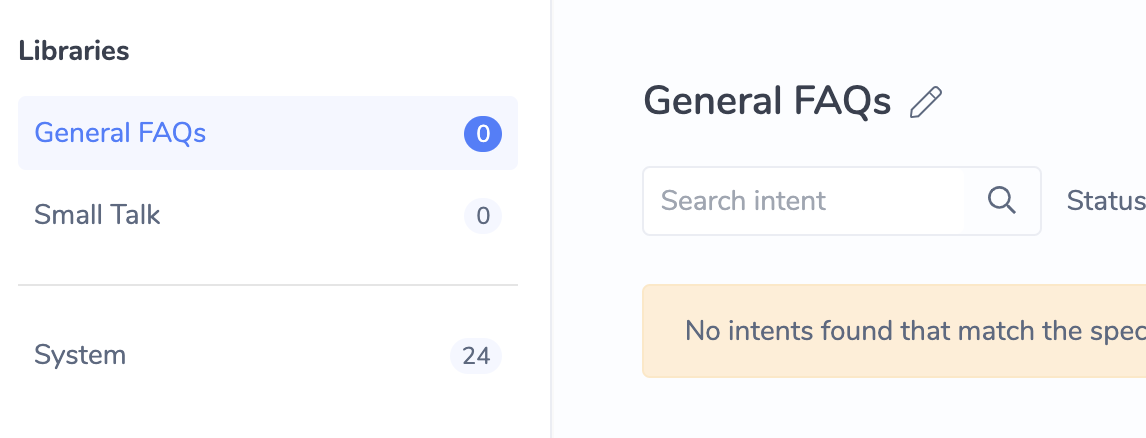 Libraries
General FAQs 0
Small Talk 0
System 24
General FAQs
Search intent Status
No intents found that match the